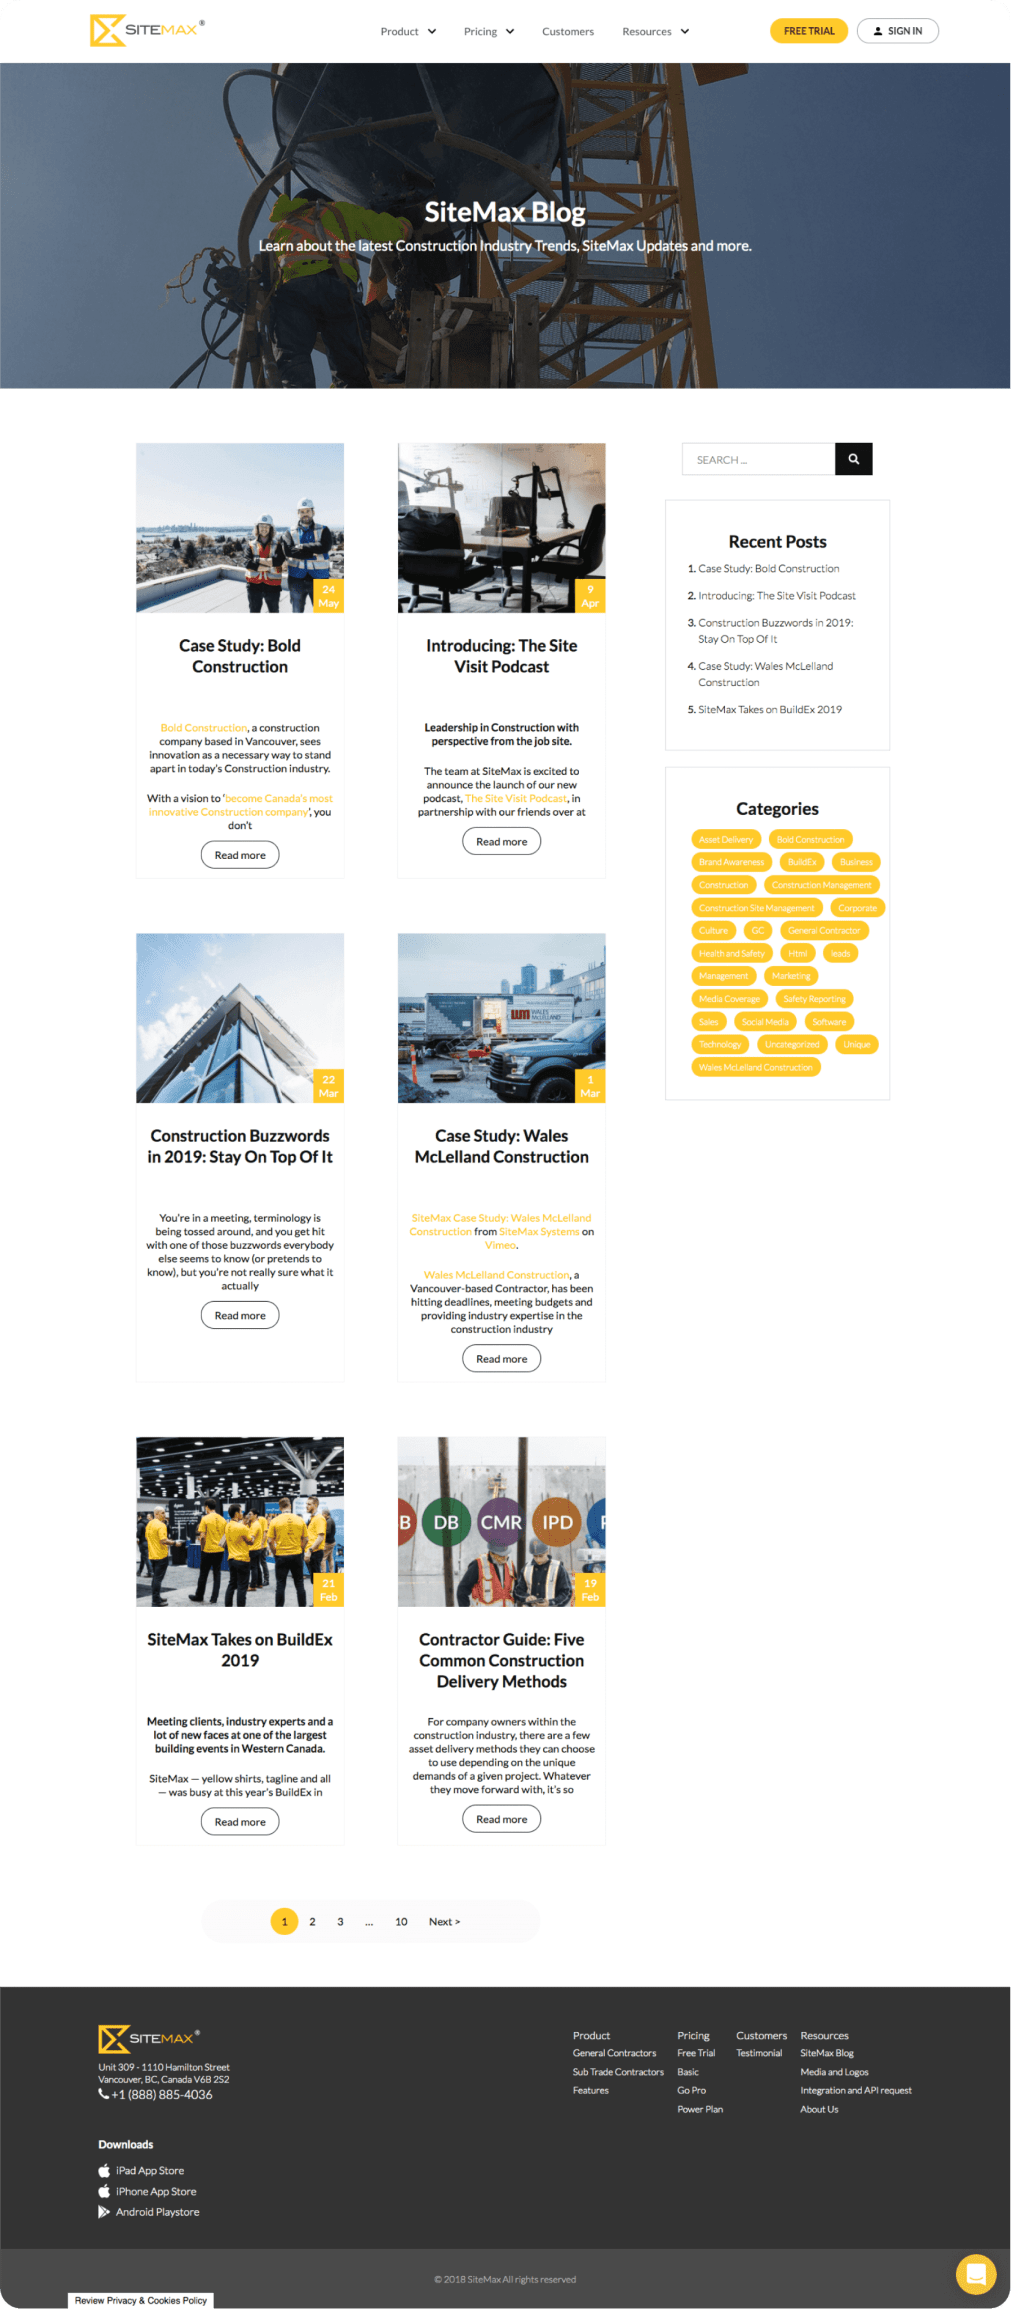 SITEMAX®
Product
Pricing
Customers
Resources
FREE TRIAL
SIGN IN
SiteMax Blog
Learn about the latest Construction Industry Trends, SiteMax Updates and more.
24
May
Case Study: Bold
Construction
Bold Construction, a construction
company based in Vancouver, sees
innovation as a necessary way to stand
apart in today's Construction industry.
With a vision to 'become Canada's most
innovative Construction company', you
don't
Read more
9
Apr
Introducing: The Site
Visit Podcast
Leadership in Construction with
perspective from the job site.
The team at SiteMax is excited to
announce the launch of our new
podcast, The Site Visit Podcast, in
partnership with our friends over at
Read more
SEARCH ...
Recent Posts
1. Case Study: Bold Construction
2. Introducing: The Site Visit Podcast
3. Construction Buzzwords in 2019:
Stay On Top Of It
4. Case Study: Wales McLelland
Construction
5. SiteMax Takes on BuildEx 2019
Categories
Asset Delivery
Bold Construction
Brand Awareness
BuildEx
Business
Construction
Construction Management
Construction Site Management
Corporate
Culture
GC
General Contractor
Health and Safety
Html
leads
Management
Marketing
Media Coverage
Safety Reporting
Sales
Social Media
Software
Technology
Uncategorized
Unique
Wales McLelland Construction
22
Mar
Construction Buzzwords
in 2019: Stay On Top Of It
You're in a meeting, terminology is
being tossed around, and you get hit
with one of those buzzwords everybody
else seems to know (or pretends to
know), but you're not really sure what it
actually
Read more
WALES
MCLELLAND
1
Mar
Case Study: Wales
McLelland Construction
SiteMax Case Study: Wales McLelland
Construction from SiteMax Systems on
Vimeo.
Wales McLelland Construction, a
Vancouver-based Contractor, has been
hitting deadlines, meeting budgets and
providing industry expertise in the
construction industry
Read more
21
Feb
SiteMax Takes on BuildEx
2019
Meeting clients, industry experts and a
lot of new faces at one of the largest
building events in Western Canada.
SiteMax — yellow shirts, tagline and all
— was busy at this year's BuildEx in
Read more
B
DB
CMR
IPD
19
Feb
Contractor Guide: Five
Common Construction
Delivery Methods
For company owners within the
construction industry, there are a few
asset delivery methods they can choose
to use depending on the unique
demands of a given project. Whatever
they move forward with, it's so
Read more
1 2 3 ... 10 Next >
SITEMAX®
Unit 309 - 1110 Hamilton Street
Vancouver, BC, Canada V6B 2S2
+1 (888) 885-4036
Downloads
iPad App Store
iPhone App Store
Android Playstore
Product
General Contractors
Sub Trade Contractors
Features
Pricing
Free Trial
Basic
Go Pro
Power Plan
Customers
Testimonial
Resources
SiteMax Blog
Media and Logos
Integration and API request
About Us
© 2018 SiteMax All rights reserved
Review Privacy & Cookies Policy